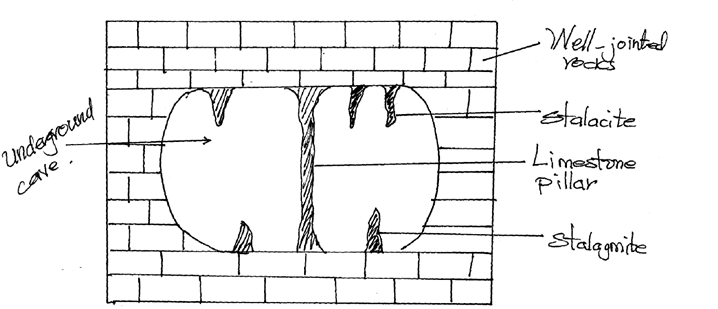 Well-jointed
rocks
Stalacite
Underground
cave.
Limestone
pillar
Stalagmite